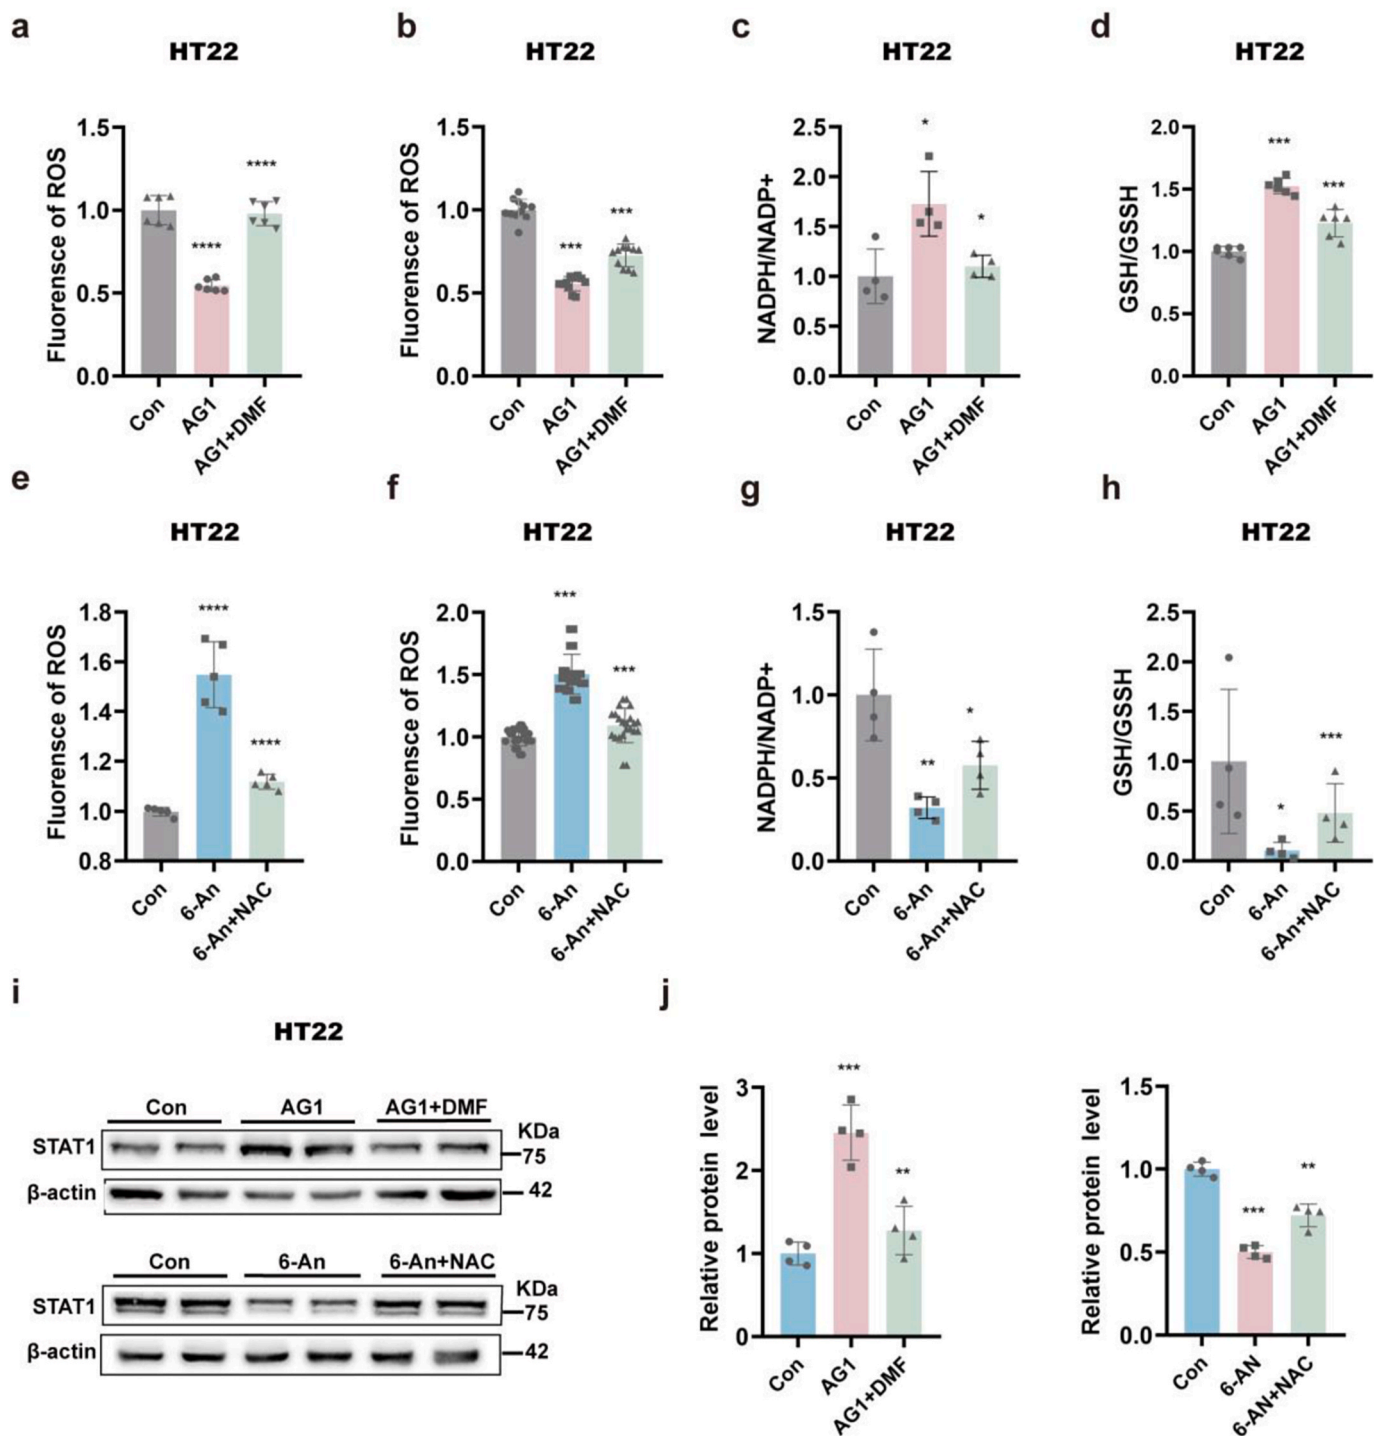 a
HT22
Fluorensce of ROS
1.5
1.0
0.5
0.0
****
****
Con
AG1
AG1+DMF
b
HT22
Fluorensce of ROS
1.5
1.0
0.5
0.0
***
***
Con
AG1
AG1+DMF
c
HT22
NADPH/NADP+
2.5
2.0
1.5
1.0
0.5
0.0
*
*
Con
AG1
AG1+DMF
d
HT22
GSH/GSSH
2.0
1.5
1.0
0.5
0.0
***
***
Con
AG1
AG1+DMF
e
HT22
Fluorensce of ROS
1.8
1.6
1.4
1.2
1.0
0.8
****
****
Con
6-An
6-An+NAC
f
HT22
Fluorensce of ROS
2.0
1.5
1.0
0.5
0.0
***
***
Con
6-An
6-An+NAC
g
HT22
NADPH/NADP+
1.5
1.0
0.5
0.0
**
*
Con
6-An
6-An+NAC
h
HT22
GSH/GSSH
2.5
2.0
1.5
1.0
0.5
0.0
*
***
Con
6-An
6-An+NAC
i
HT22
Con AG1 AG1+DMF
KDa
STAT1 75
β-actin 42
Con 6-An 6-An+NAC
KDa
STAT1 75
β-actin 42
j
Relative protein level
3
2
1
0
***
**
Con
AG1
AG1+DMF
Relative protein level
1.5
1.0
0.5
0.0
***
**
Con
6-AN
6-AN+NAC